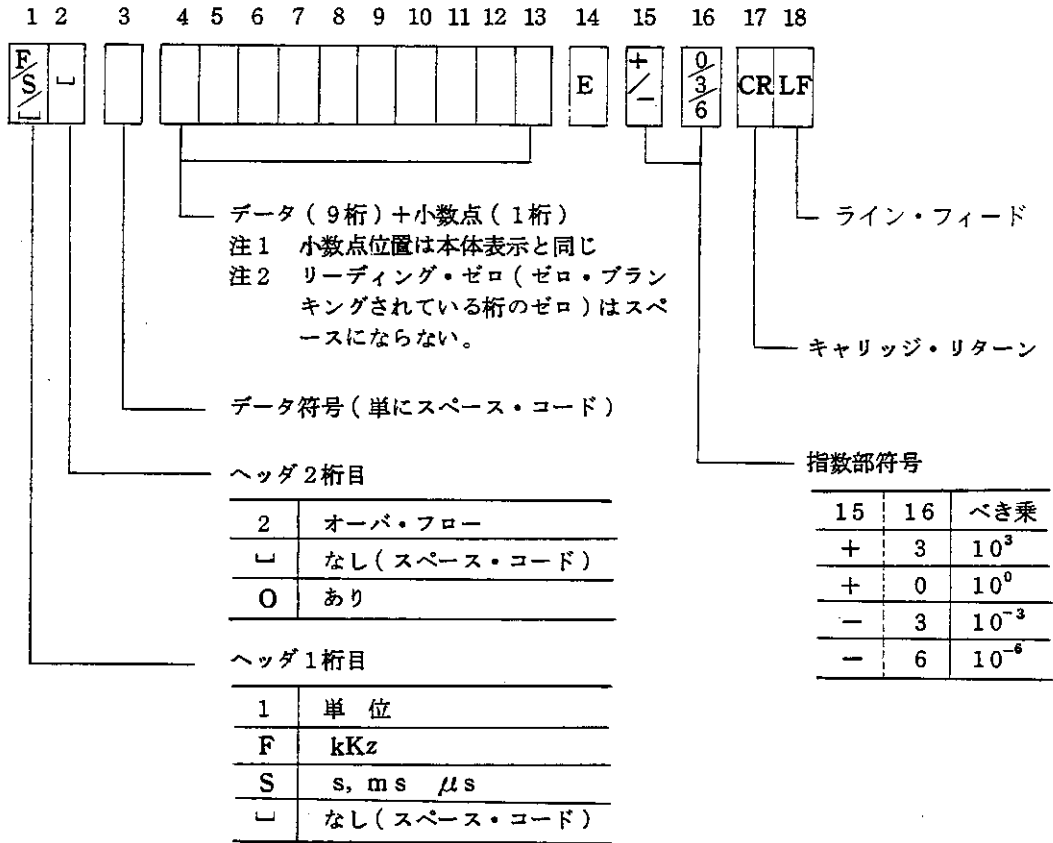 1 2 3 4 5 6 7 8 9 10 11 12 13 14 15 16 17 18
F/S/␣ ␣ E +/− 0/3/6 CR LF
データ(9桁)+小数点(1桁)
注1 小数点位置は本体表示と同じ
注2 リーディング・ゼロ(ゼロ・ブラン
キングされている桁のゼロ)はスペ
ースにならない。
ライン・フィード
キャリッジ・リターン
データ符号(単にスペース・コード)
ヘッダ2桁目
2 オーバ・フロー
␣ なし(スペース・コード)
O あり
ヘッダ1桁目
1 単 位
F kKz
S s, ms μs
␣ なし(スペース・コード)
指数部符号
15 16 べき乗
+ 3 10³
+ 0 10⁰
− 3 10⁻³
− 6 10⁻⁶